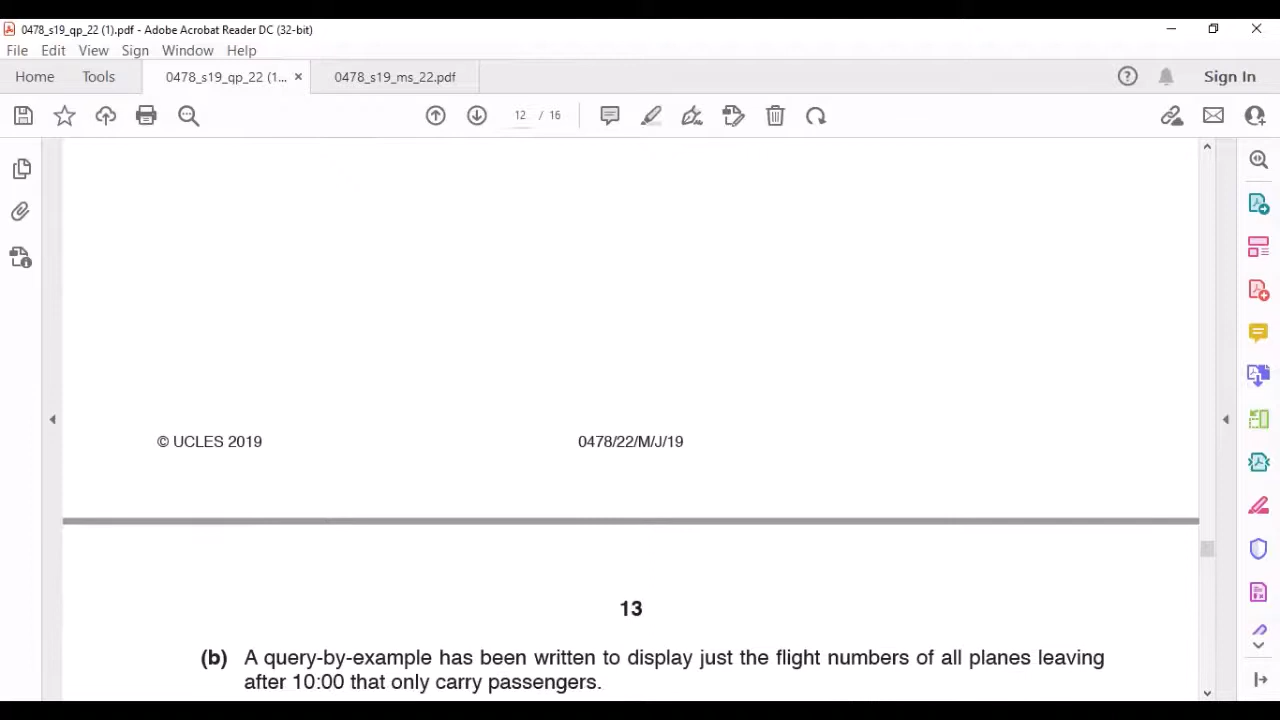 0478_s19_qp_22 (1).pdf - Adobe Acrobat Reader DC (32-bit)
File Edit View Sign Window Help
Home Tools 0478_s19_qp_22 (1... × 0478_s19_ms_22.pdf Sign In
12 / 16
© UCLES 2019 0478/22/M/J/19
13
(b) A query-by-example has been written to display just the flight numbers of all planes leaving
after 10:00 that only carry passengers.